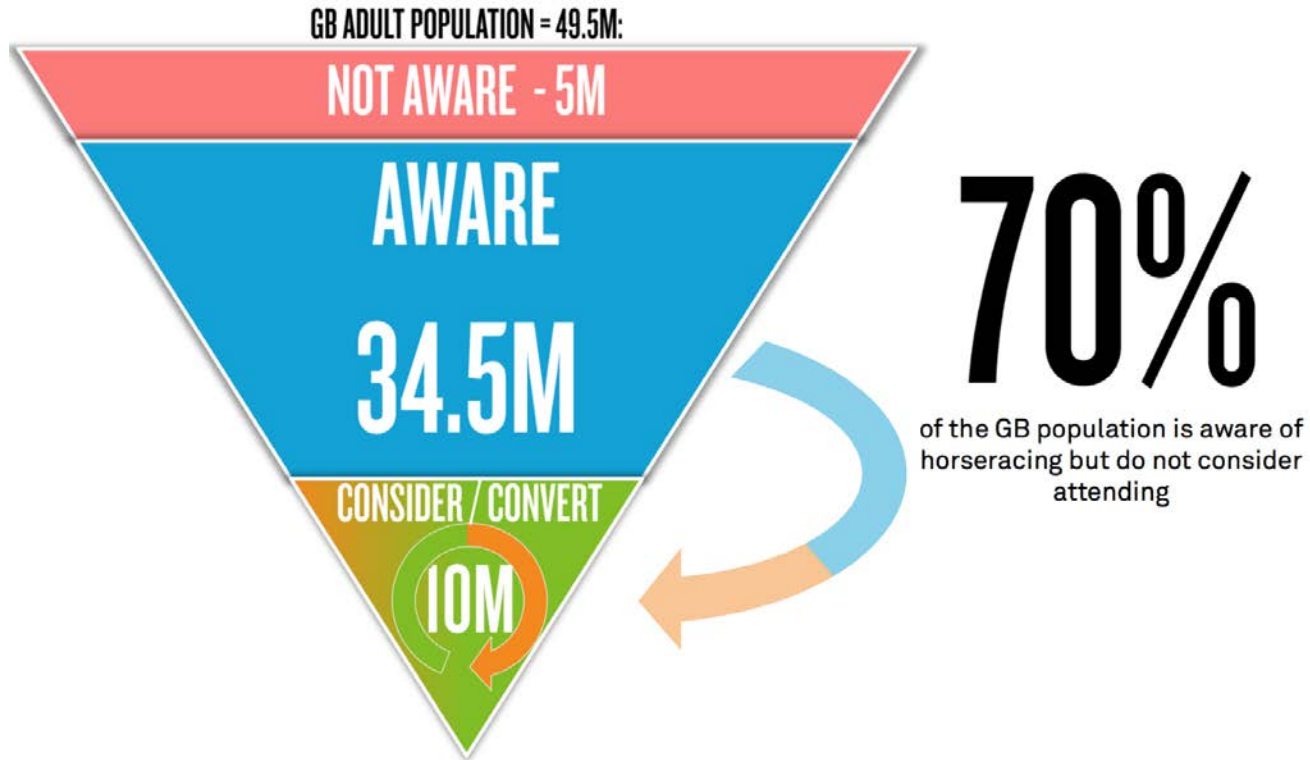 GB ADULT POPULATION = 49.5M:
NOT AWARE - 5M
AWARE
34.5M
CONSIDER / CONVERT
10M
70%
of the GB population is aware of
horseracing but do not consider
attending